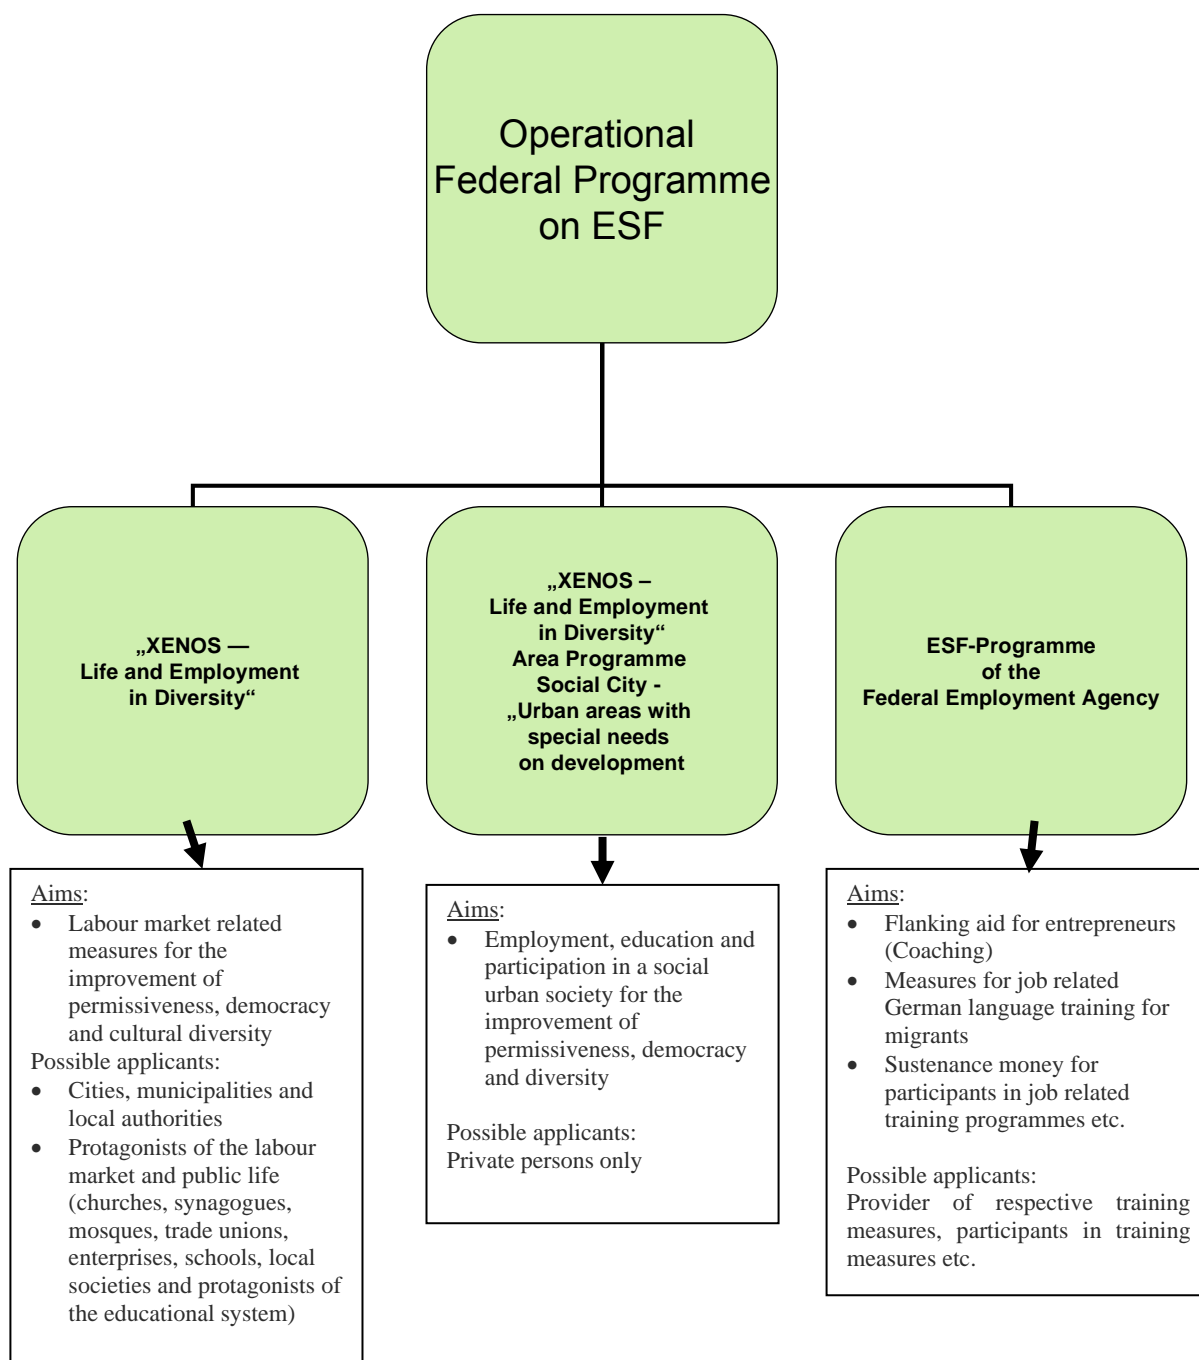 Operational
Federal Programme
on ESF
„XENOS —
Life and Employment
in Diversity“
„XENOS –
Life and Employment
in Diversity“
Area Programme
Social City -
„Urban areas with
special needs
on development
ESF-Programme
of the
Federal Employment Agency
Aims:
• Labour market related
measures for the
improvement of
permissiveness, democracy
and cultural diversity
Possible applicants:
• Cities, municipalities and
local authorities
• Protagonists of the labour
market and public life
(churches, synagogues,
mosques, trade unions,
enterprises, schools, local
societies and protagonists of
the educational system)
Aims:
• Employment, education and
participation in a social
urban society for the
improvement of
permissiveness, democracy
and diversity
Possible applicants:
Private persons only
Aims:
• Flanking aid for entrepreneurs
(Coaching)
• Measures for job related
German language training for
migrants
• Sustenance money for
participants in job related
training programmes etc.
Possible applicants:
Provider of respective training
measures, participants in training
measures etc.